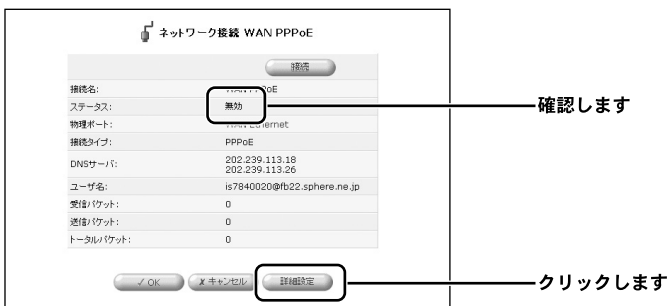 ネットワーク接続 WAN PPPoE
接続
接続名: WAN PPPoE
ステータス: 無効
確認します
物理ポート: WAN Ethernet
接続タイプ: PPPoE
DNSサーバ: 202.239.113.18
202.239.113.26
ユーザ名: is7840020@fb22.sphere.ne.jp
受信パケット: 0
送信パケット: 0
トータルパケット: 0
✓ OK ✗ キャンセル 詳細設定
クリックします